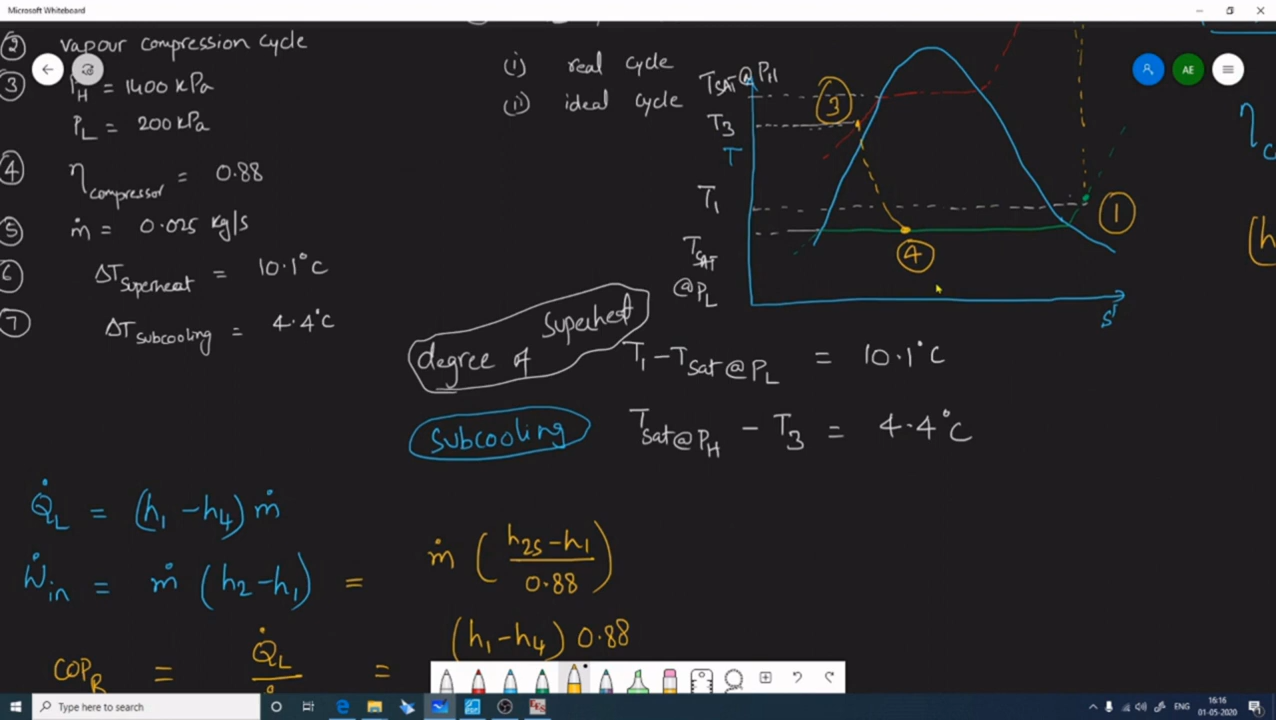 Microsoft Whiteboard
② vapour compression cycle
③ P_H = 1400 kPa
P_L = 200 kPa
④ η_compressor = 0.88
⑤ ṁ = 0.025 kg/s
⑥ ΔT_Superheat = 10.1°C
⑦ ΔT_Subcooling = 4.4°C
(i) real cycle
(ii) ideal cycle
T_SAT @ P_H
T_3
T
T_1
T_SAT
@P_L
③
④
①
S
η_c
(h
AE
degree of Superheat
T_1 - T_sat@P_L = 10.1°C
Subcooling
T_sat@P_H - T_3 = 4.4°C
Q̇_L = (h_1 - h_4) ṁ
Ẇ_in = ṁ (h_2 - h_1) = ṁ ( (h_2s - h_1) / 0.88 )
(h_1 - h_4) 0.88
COP_R = Q̇_L =
Type here to search
ENG
16:16
01-05-2020